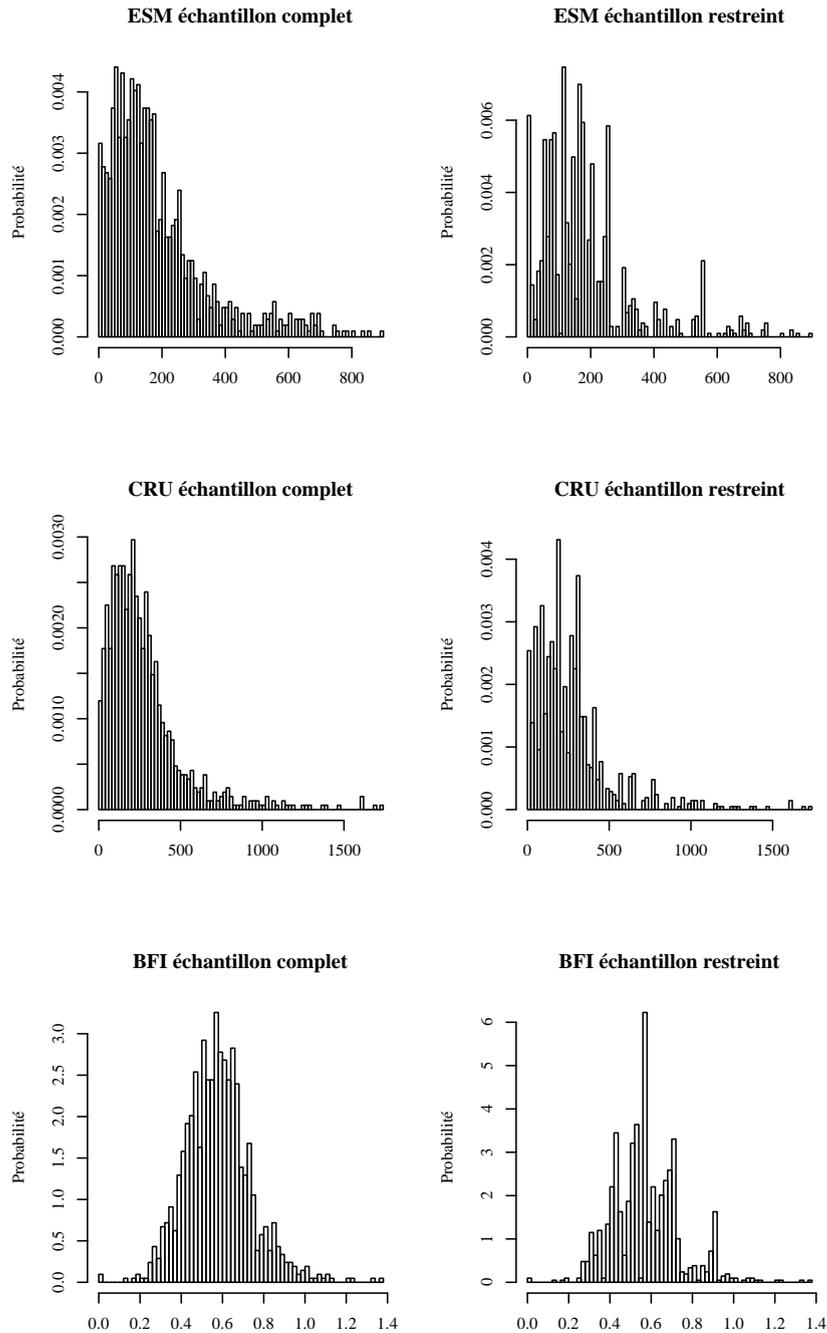 ESM échantillon complet
Probabilité
0.000 0.001 0.002 0.003 0.004
0 200 400 600 800
ESM échantillon restreint
Probabilité
0.000 0.002 0.004 0.006
0 200 400 600 800
CRU échantillon complet
Probabilité
0.0000 0.0010 0.0020 0.0030
0 500 1000 1500
CRU échantillon restreint
Probabilité
0.000 0.001 0.002 0.003 0.004
0 500 1000 1500
BFI échantillon complet
Probabilité
0.0 0.5 1.0 1.5 2.0 2.5 3.0
0.0 0.2 0.4 0.6 0.8 1.0 1.2 1.4
BFI échantillon restreint
Probabilité
0 1 2 3 4 5 6
0.0 0.2 0.4 0.6 0.8 1.0 1.2 1.4